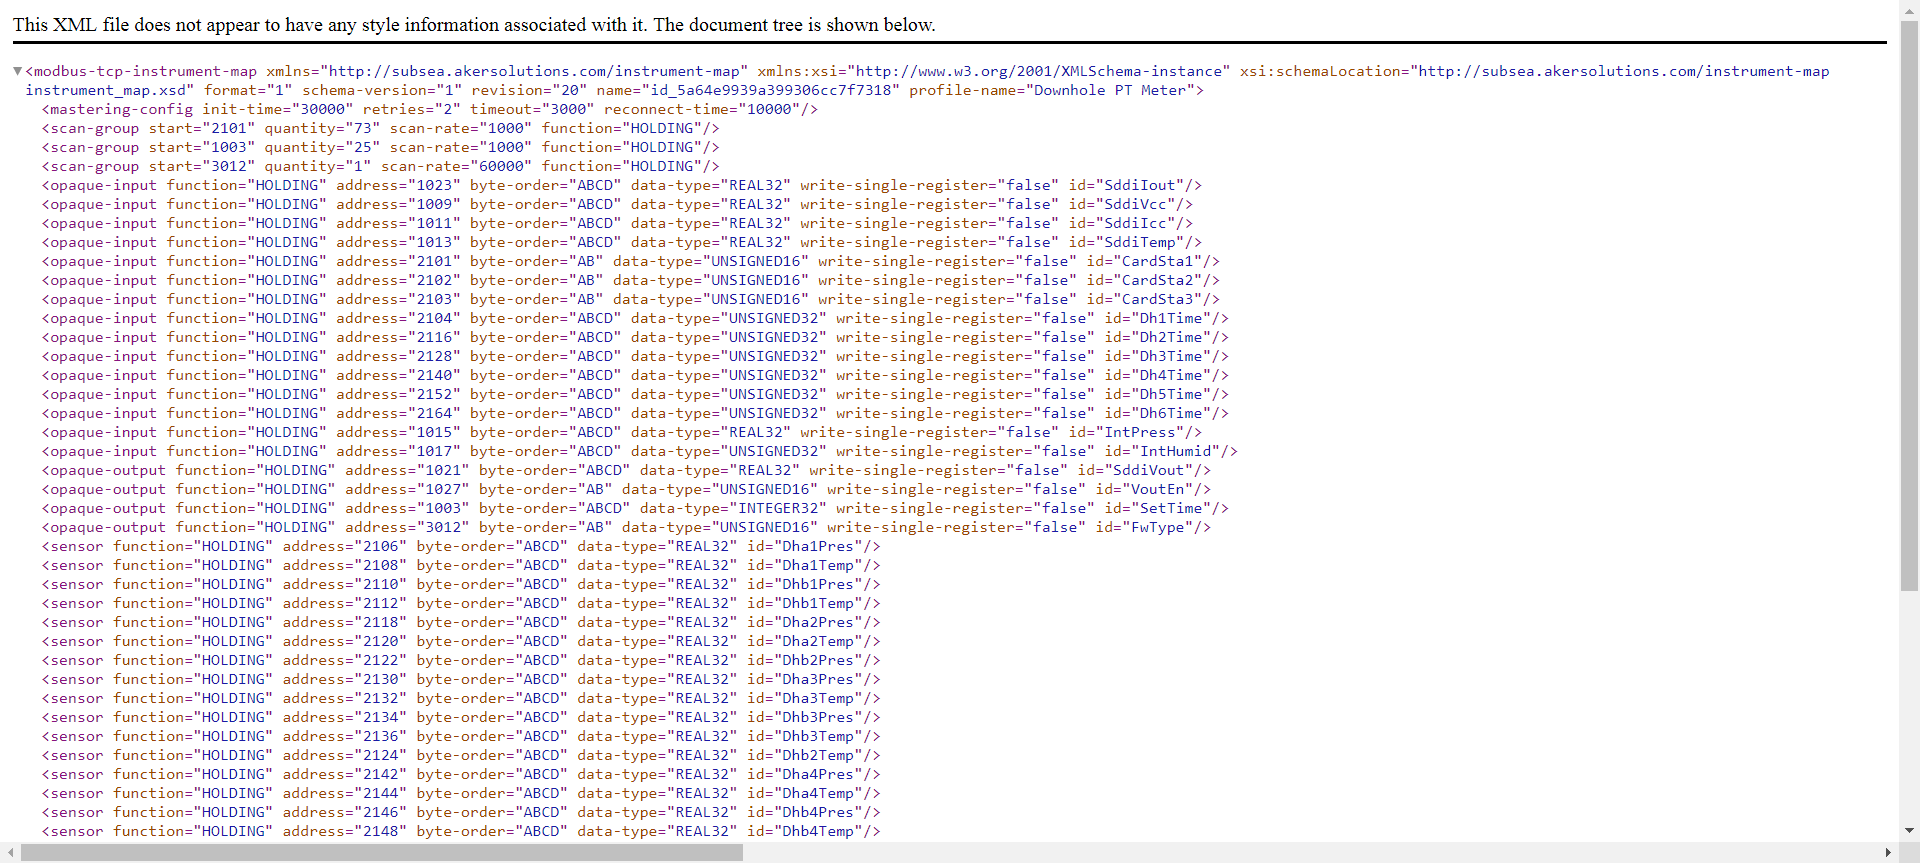 This XML file does not appear to have any style information associated with it. The document tree is shown below.
▼<modbus-tcp-instrument-map xmlns="http://subsea.akersolutions.com/instrument-map" xmlns:xsi="http://www.w3.org/2001/XMLSchema-instance" xsi:schemaLocation="http://subsea.akersolutions.com/instrument-map
instrument_map.xsd" format="1" schema-version="1" revision="20" name="id_5a64e9939a399306cc7f7318" profile-name="Downhole PT Meter">
<mastering-config init-time="30000" retries="2" timeout="3000" reconnect-time="10000"/>
<scan-group start="2101" quantity="73" scan-rate="1000" function="HOLDING"/>
<scan-group start="1003" quantity="25" scan-rate="1000" function="HOLDING"/>
<scan-group start="3012" quantity="1" scan-rate="60000" function="HOLDING"/>
<opaque-input function="HOLDING" address="1023" byte-order="ABCD" data-type="REAL32" write-single-register="false" id="SddiIout"/>
<opaque-input function="HOLDING" address="1009" byte-order="ABCD" data-type="REAL32" write-single-register="false" id="SddiVcc"/>
<opaque-input function="HOLDING" address="1011" byte-order="ABCD" data-type="REAL32" write-single-register="false" id="SddiIcc"/>
<opaque-input function="HOLDING" address="1013" byte-order="ABCD" data-type="REAL32" write-single-register="false" id="SddiTemp"/>
<opaque-input function="HOLDING" address="2101" byte-order="AB" data-type="UNSIGNED16" write-single-register="false" id="CardSta1"/>
<opaque-input function="HOLDING" address="2102" byte-order="AB" data-type="UNSIGNED16" write-single-register="false" id="CardSta2"/>
<opaque-input function="HOLDING" address="2103" byte-order="AB" data-type="UNSIGNED16" write-single-register="false" id="CardSta3"/>
<opaque-input function="HOLDING" address="2104" byte-order="ABCD" data-type="UNSIGNED32" write-single-register="false" id="Dh1Time"/>
<opaque-input function="HOLDING" address="2116" byte-order="ABCD" data-type="UNSIGNED32" write-single-register="false" id="Dh2Time"/>
<opaque-input function="HOLDING" address="2128" byte-order="ABCD" data-type="UNSIGNED32" write-single-register="false" id="Dh3Time"/>
<opaque-input function="HOLDING" address="2140" byte-order="ABCD" data-type="UNSIGNED32" write-single-register="false" id="Dh4Time"/>
<opaque-input function="HOLDING" address="2152" byte-order="ABCD" data-type="UNSIGNED32" write-single-register="false" id="Dh5Time"/>
<opaque-input function="HOLDING" address="2164" byte-order="ABCD" data-type="UNSIGNED32" write-single-register="false" id="Dh6Time"/>
<opaque-input function="HOLDING" address="1015" byte-order="ABCD" data-type="REAL32" write-single-register="false" id="IntPress"/>
<opaque-input function="HOLDING" address="1017" byte-order="ABCD" data-type="UNSIGNED32" write-single-register="false" id="IntHumid"/>
<opaque-output function="HOLDING" address="1021" byte-order="ABCD" data-type="REAL32" write-single-register="false" id="SddiVout"/>
<opaque-output function="HOLDING" address="1027" byte-order="AB" data-type="UNSIGNED16" write-single-register="false" id="VoutEn"/>
<opaque-output function="HOLDING" address="1003" byte-order="ABCD" data-type="INTEGER32" write-single-register="false" id="SetTime"/>
<opaque-output function="HOLDING" address="3012" byte-order="AB" data-type="UNSIGNED16" write-single-register="false" id="FwType"/>
<sensor function="HOLDING" address="2106" byte-order="ABCD" data-type="REAL32" id="Dha1Pres"/>
<sensor function="HOLDING" address="2108" byte-order="ABCD" data-type="REAL32" id="Dha1Temp"/>
<sensor function="HOLDING" address="2110" byte-order="ABCD" data-type="REAL32" id="Dhb1Pres"/>
<sensor function="HOLDING" address="2112" byte-order="ABCD" data-type="REAL32" id="Dhb1Temp"/>
<sensor function="HOLDING" address="2118" byte-order="ABCD" data-type="REAL32" id="Dha2Pres"/>
<sensor function="HOLDING" address="2120" byte-order="ABCD" data-type="REAL32" id="Dha2Temp"/>
<sensor function="HOLDING" address="2122" byte-order="ABCD" data-type="REAL32" id="Dhb2Pres"/>
<sensor function="HOLDING" address="2130" byte-order="ABCD" data-type="REAL32" id="Dha3Pres"/>
<sensor function="HOLDING" address="2132" byte-order="ABCD" data-type="REAL32" id="Dha3Temp"/>
<sensor function="HOLDING" address="2134" byte-order="ABCD" data-type="REAL32" id="Dhb3Pres"/>
<sensor function="HOLDING" address="2136" byte-order="ABCD" data-type="REAL32" id="Dhb3Temp"/>
<sensor function="HOLDING" address="2124" byte-order="ABCD" data-type="REAL32" id="Dhb2Temp"/>
<sensor function="HOLDING" address="2142" byte-order="ABCD" data-type="REAL32" id="Dha4Pres"/>
<sensor function="HOLDING" address="2144" byte-order="ABCD" data-type="REAL32" id="Dha4Temp"/>
<sensor function="HOLDING" address="2146" byte-order="ABCD" data-type="REAL32" id="Dhb4Pres"/>
<sensor function="HOLDING" address="2148" byte-order="ABCD" data-type="REAL32" id="Dhb4Temp"/>